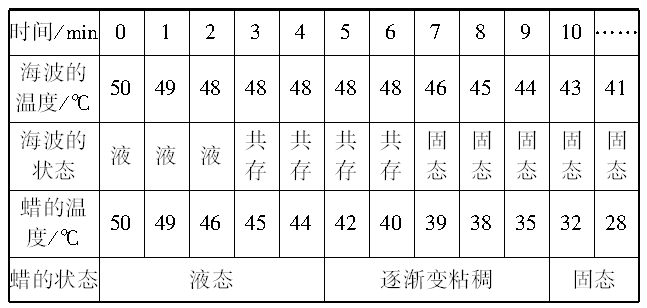 时间/min 0 1 2 3 4 5 6 7 8 9 10 ……
海波的温度/℃ 50 49 48 48 48 48 48 46 45 44 43 41
海波的状态 液 液 液 共存 共存 共存 共存 固态 固态 固态 固态 固态
蜡的温度/℃ 50 49 46 45 44 42 40 39 38 35 32 28
蜡的状态 液态 逐渐变粘稠 固态